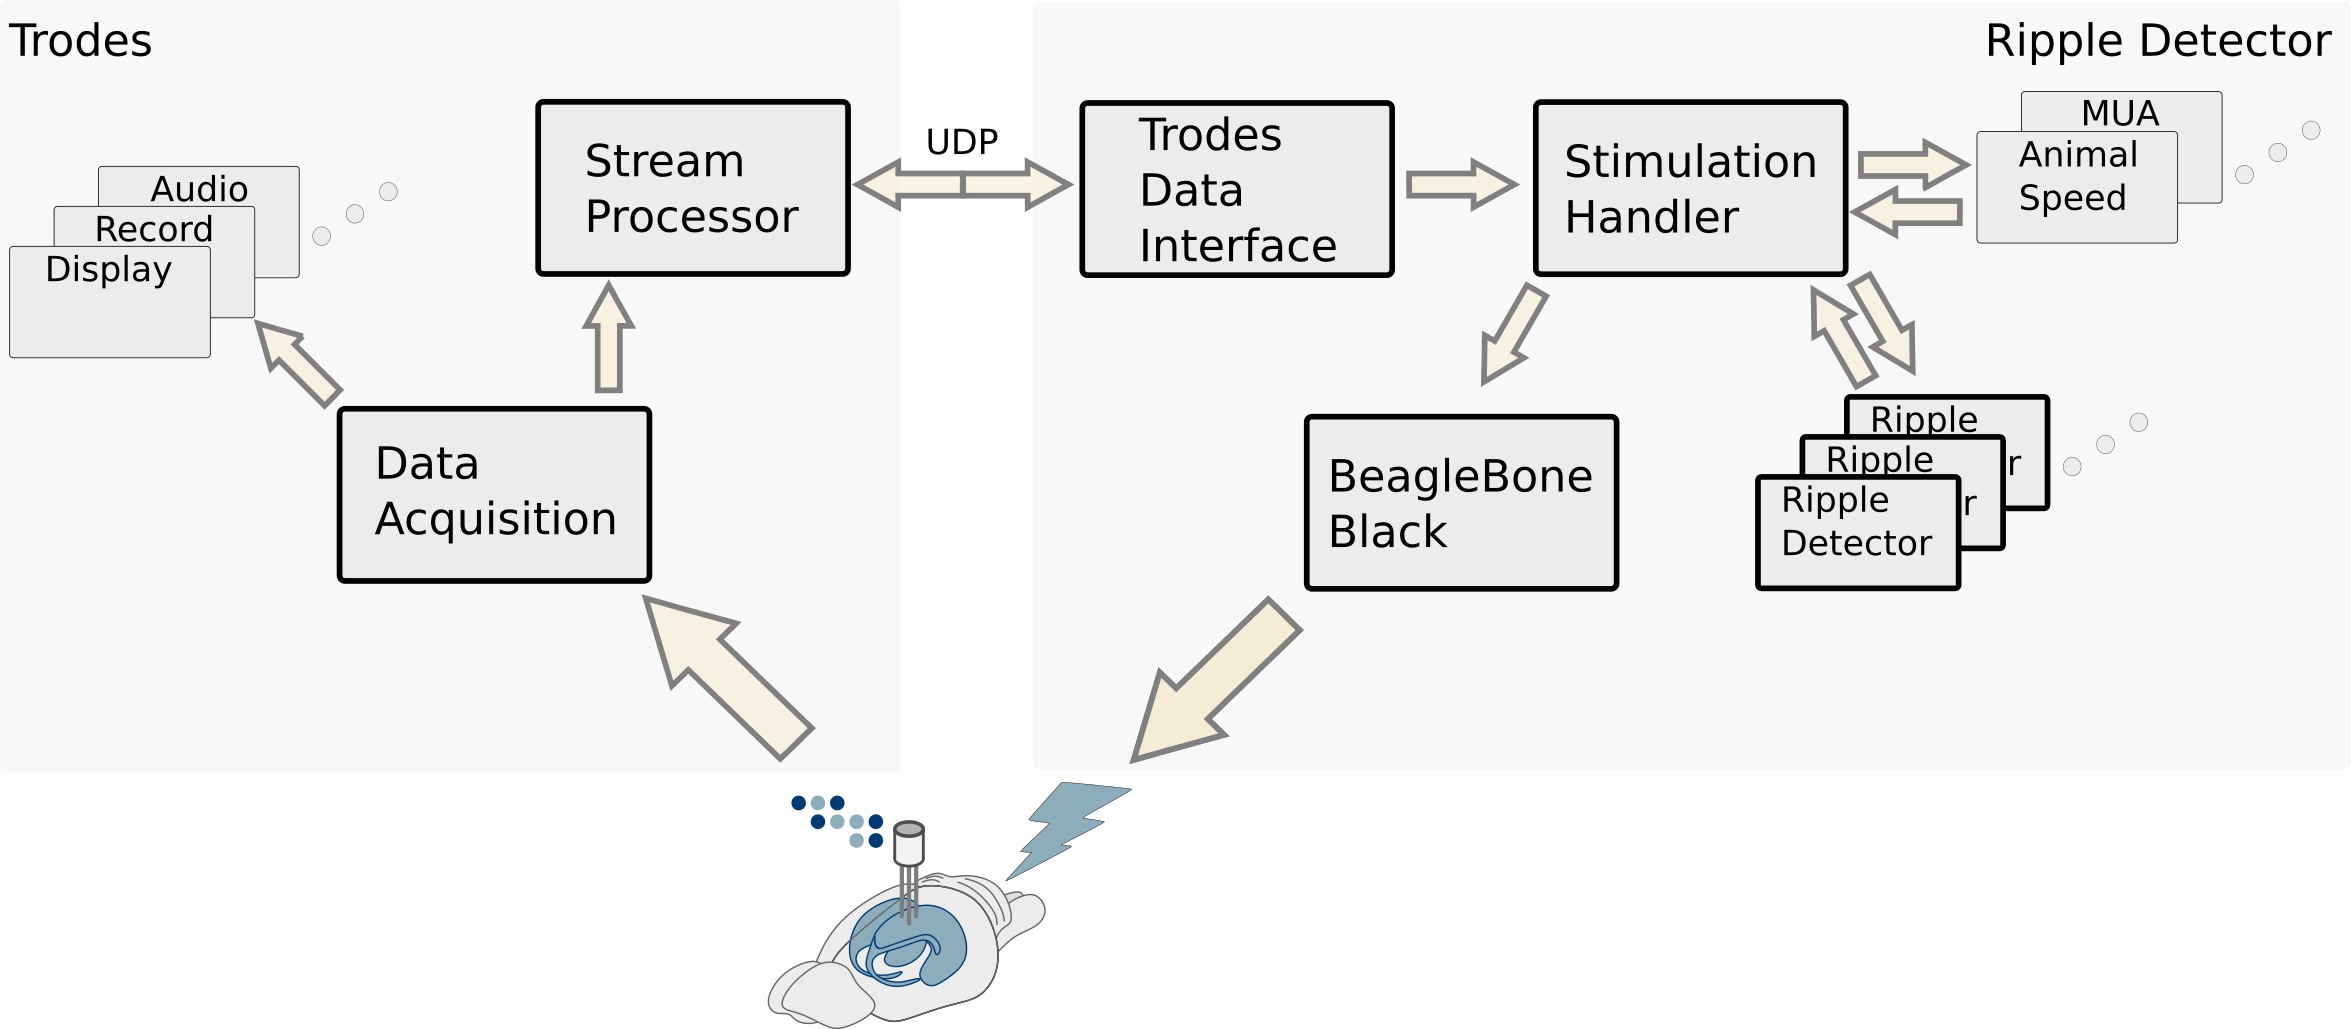 Trodes
Ripple Detector
Audio
Record
Display
Stream
Processor
UDP
Trodes
Data
Interface
Stimulation
Handler
MUA
Animal
Speed
Data
Acquisition
BeagleBone
Black
Ripple
r
Ripple
r
Ripple
Detector